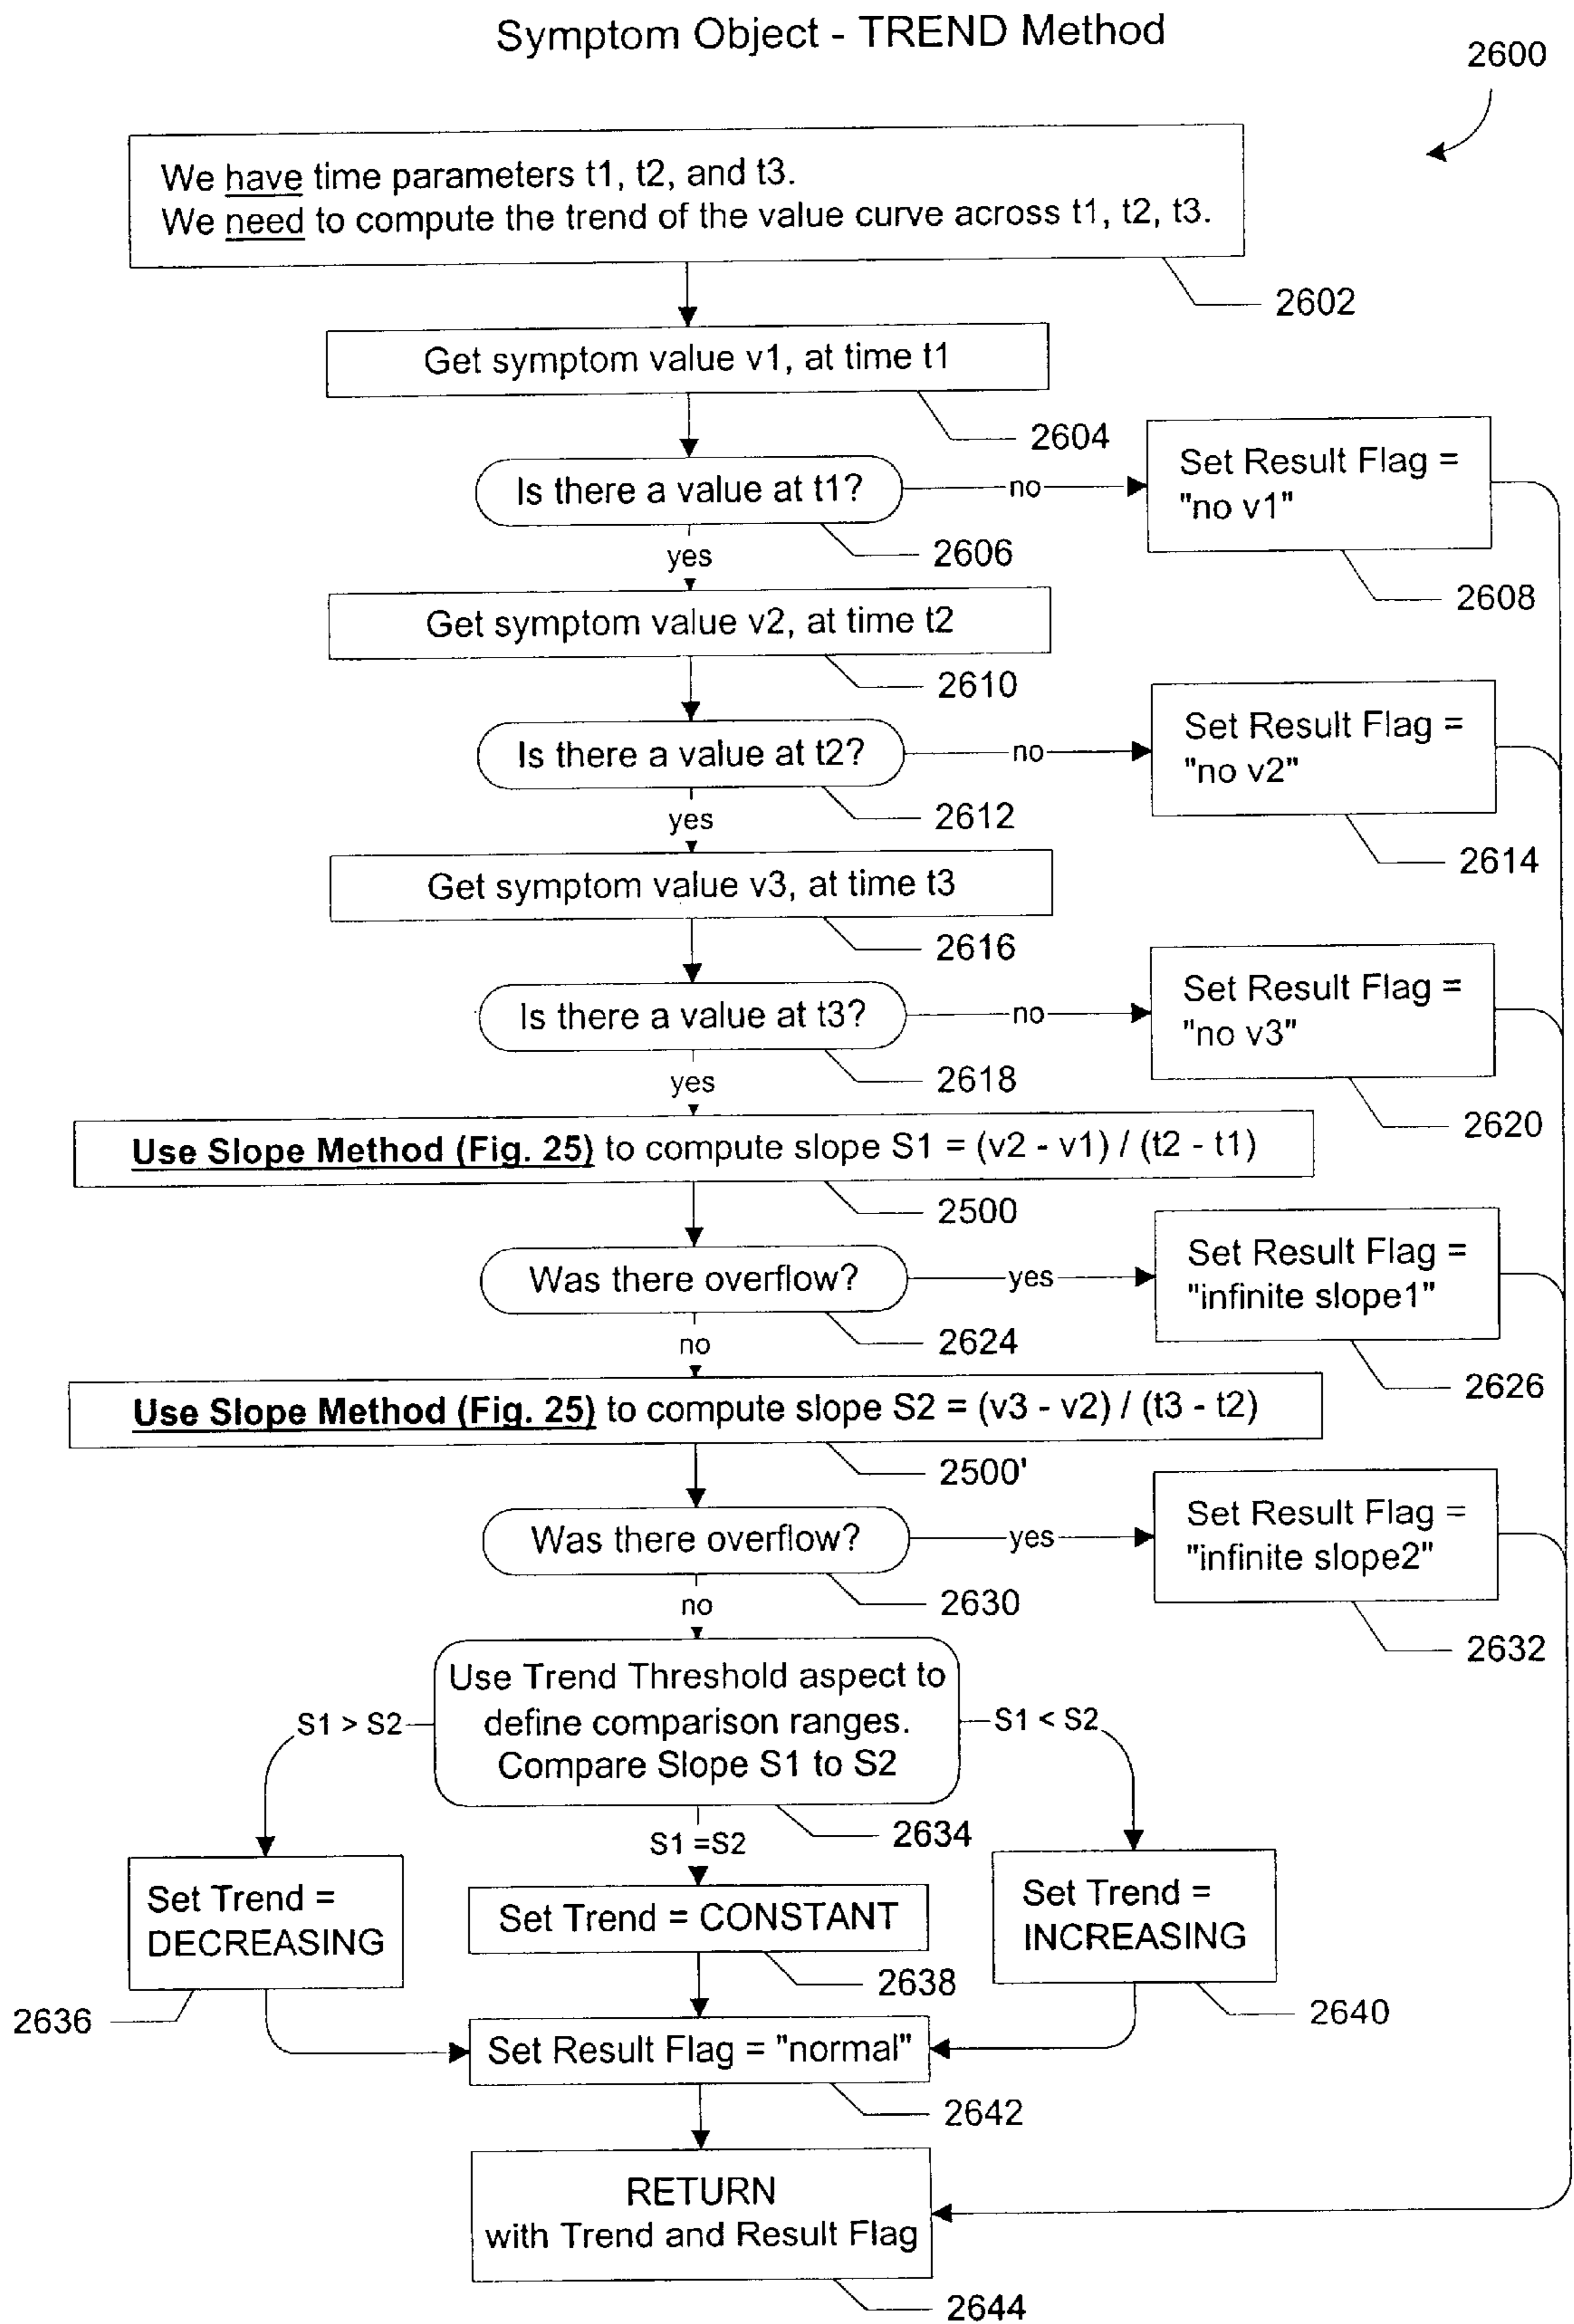 Symptom Object - TREND Method
2600
We have time parameters t1, t2, and t3.
We need to compute the trend of the value curve across t1, t2, t3.
2602
Get symptom value v1, at time t1
2604
Is there a value at t1?
no
Set Result Flag =
"no v1"
2606
yes
2608
Get symptom value v2, at time t2
2610
Is there a value at t2?
no
Set Result Flag =
"no v2"
2612
yes
2614
Get symptom value v3, at time t3
2616
Is there a value at t3?
no
Set Result Flag =
"no v3"
2618
yes
2620
Use Slope Method (Fig. 25) to compute slope S1 = (v2 - v1) / (t2 - t1)
2500
Was there overflow?
yes
Set Result Flag =
"infinite slope1"
2624
no
2626
Use Slope Method (Fig. 25) to compute slope S2 = (v3 - v2) / (t3 - t2)
2500'
Was there overflow?
yes
Set Result Flag =
"infinite slope2"
2630
no
2632
Use Trend Threshold aspect to
define comparison ranges.
Compare Slope S1 to S2
S1 > S2
S1 < S2
2634
S1 =S2
Set Trend =
DECREASING
Set Trend = CONSTANT
Set Trend =
INCREASING
2636
2638
2640
Set Result Flag = "normal"
2642
RETURN
with Trend and Result Flag
2644